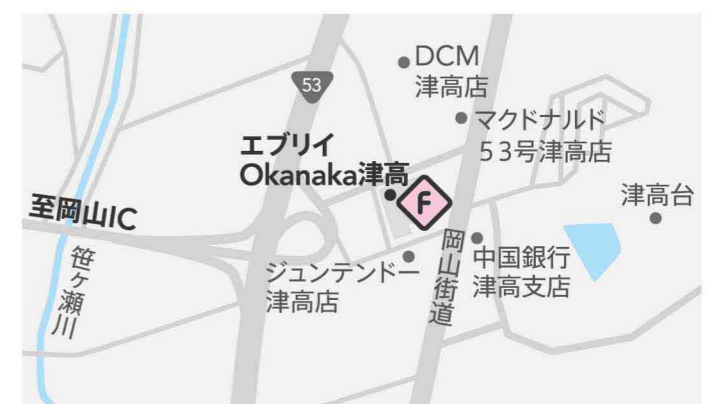 DCM
津高店
53
マクドナルド
53号津高店
エブリイ
Okanaka津高
F
津高台
至岡山IC
岡山街道
中国銀行
津高支店
ジュンテンドー
津高店
笹ヶ瀬川